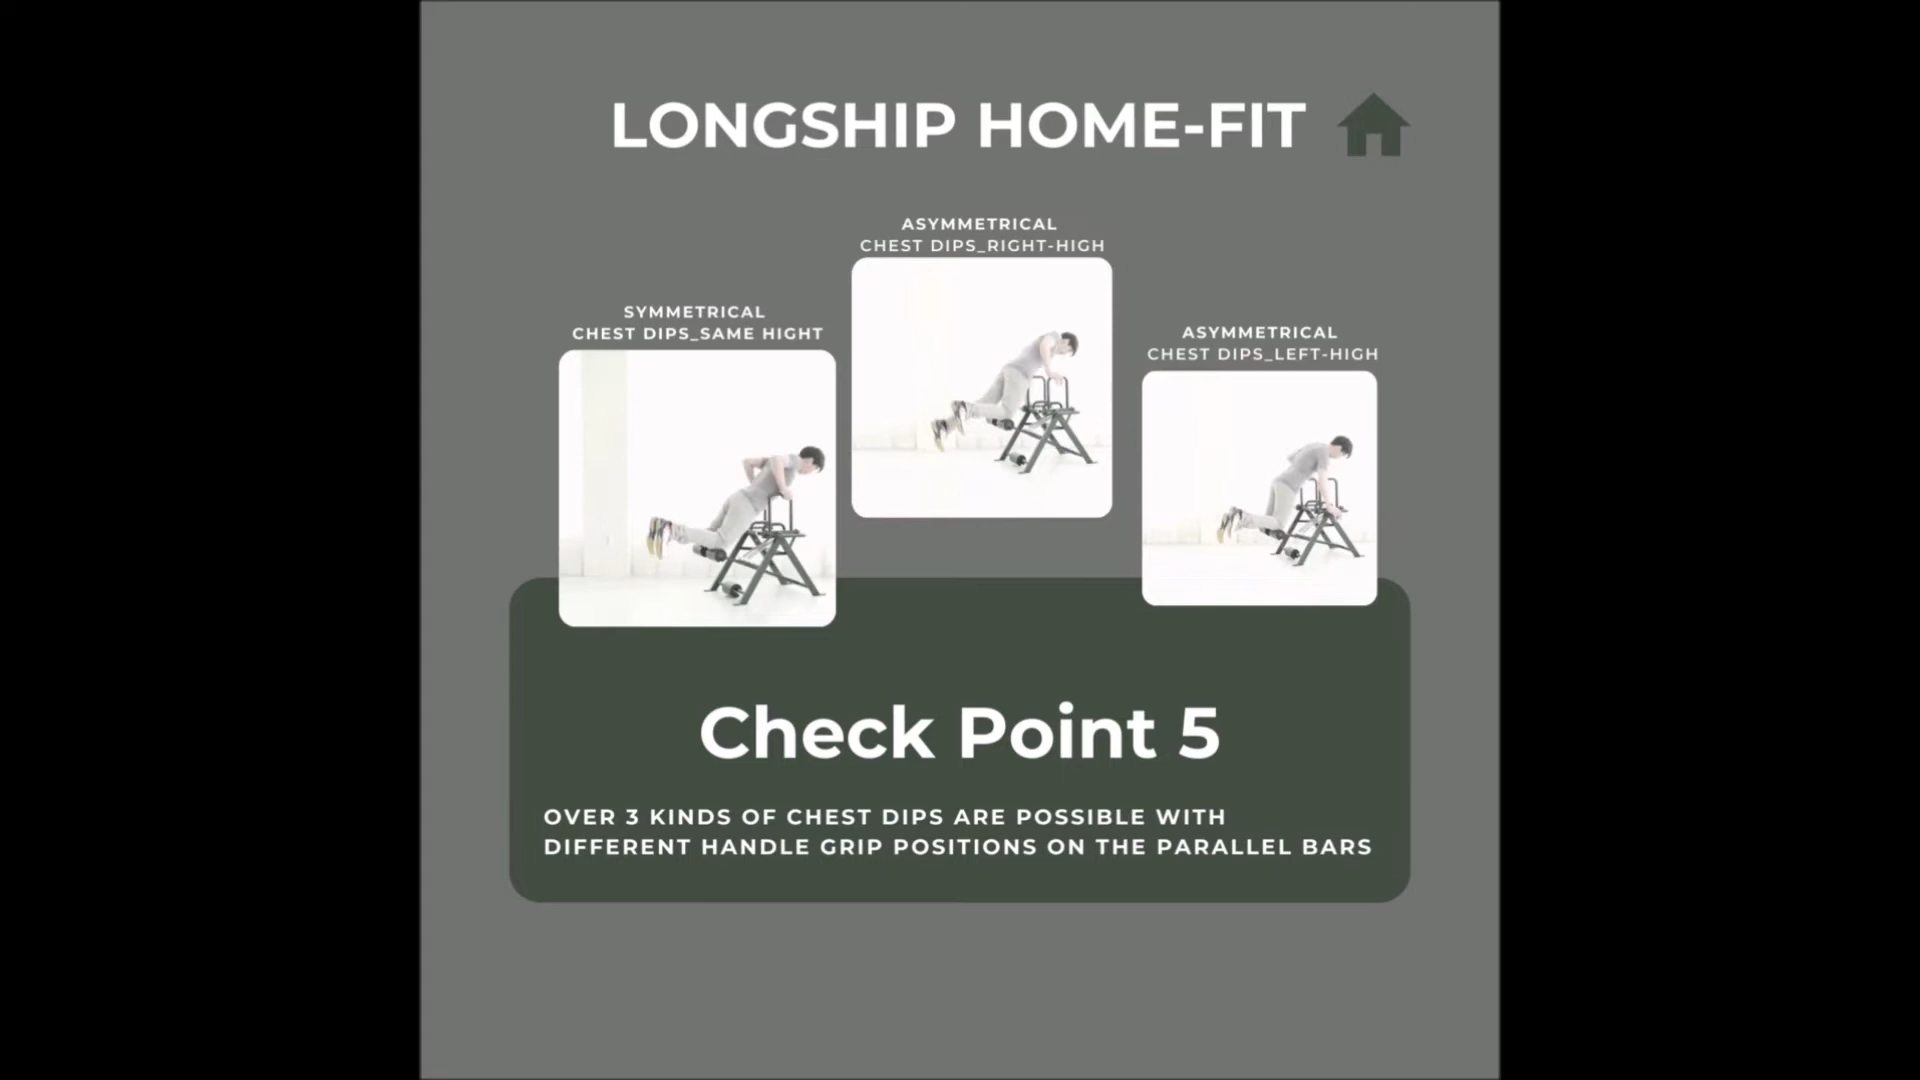 LONGSHIP HOME-FIT
SYMMETRICAL
CHEST DIPS_SAME HIGHT
ASYMMETRICAL
CHEST DIPS_RIGHT-HIGH
ASYMMETRICAL
CHEST DIPS_LEFT-HIGH
Check Point 5
OVER 3 KINDS OF CHEST DIPS ARE POSSIBLE WITH
DIFFERENT HANDLE GRIP POSITIONS ON THE PARALLEL BARS